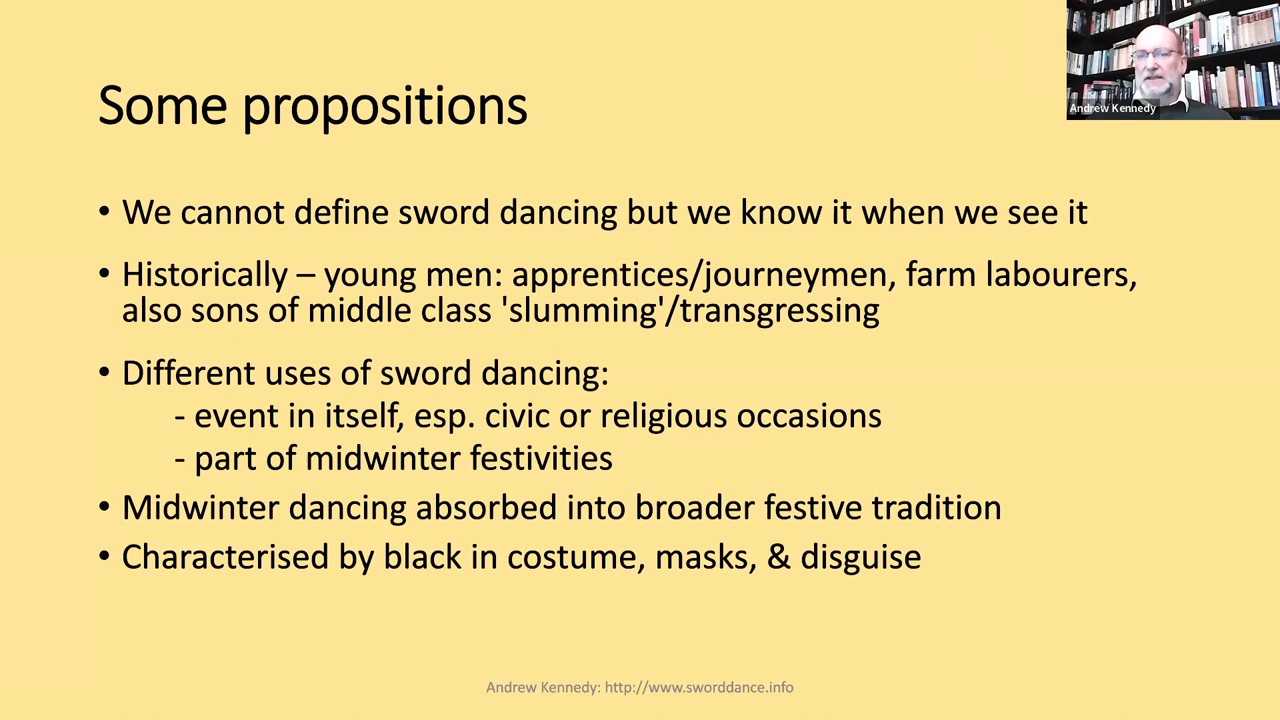 Andrew Kennedy
Some propositions
• We cannot define sword dancing but we know it when we see it
• Historically – young men: apprentices/journeymen, farm labourers,
also sons of middle class 'slumming'/transgressing
• Different uses of sword dancing:
- event in itself, esp. civic or religious occasions
- part of midwinter festivities
• Midwinter dancing absorbed into broader festive tradition
• Characterised by black in costume, masks, & disguise
Andrew Kennedy: http://www.sworddance.info